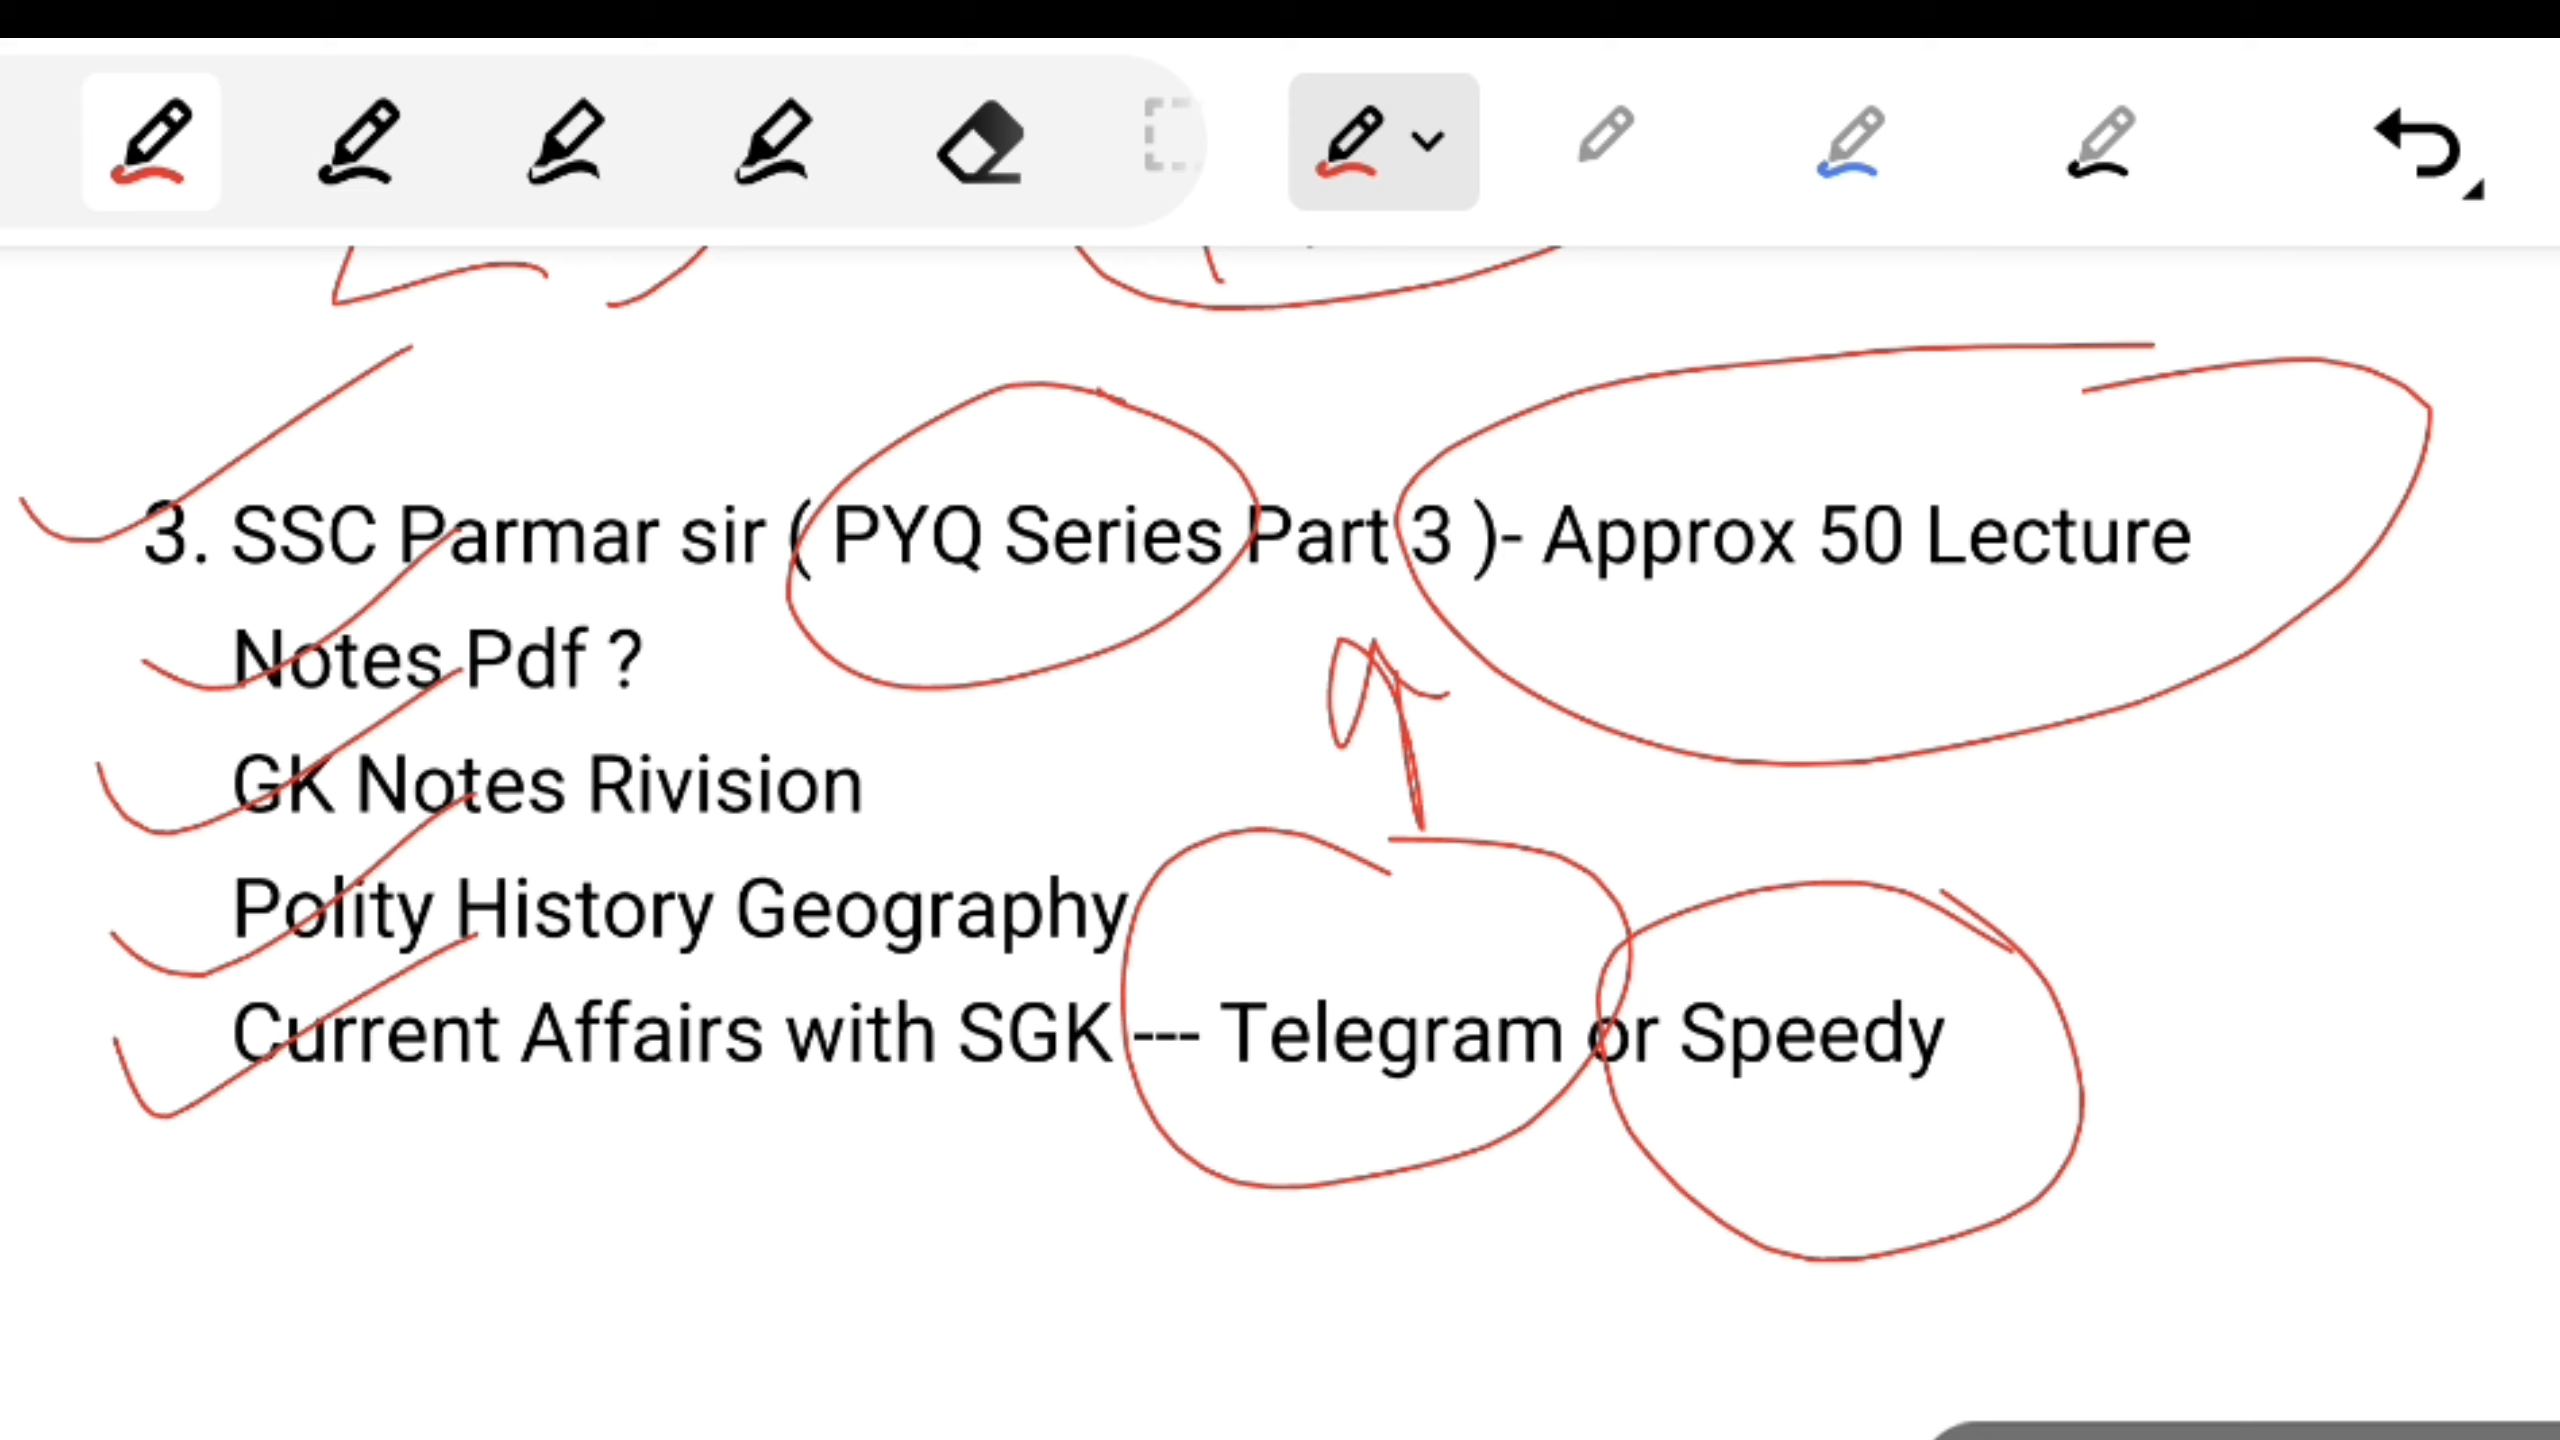 3. SSC Parmar sir ( PYQ Series Part 3 )- Approx 50 Lecture
Notes Pdf ?
GK Notes Rivision
Polity History Geography
Current Affairs with SGK --- Telegram or Speedy